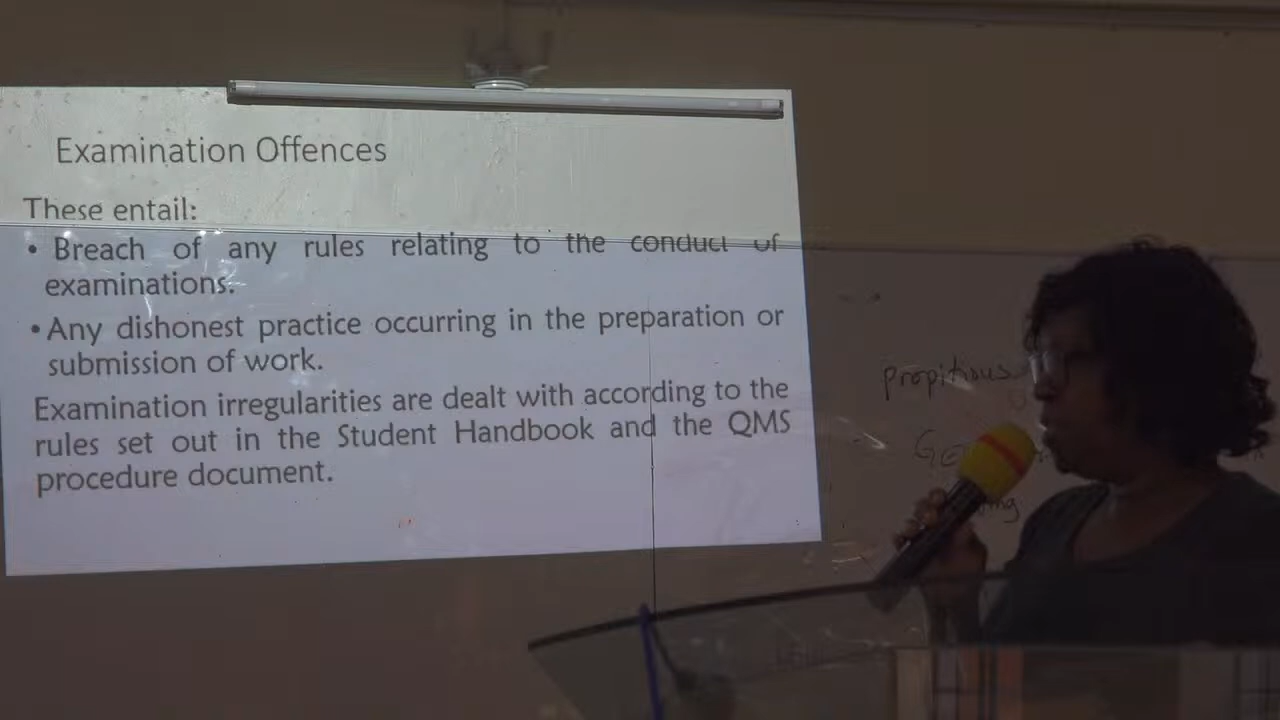 Examination Offences
These entail:
• Breach of any rules relating to the conduct of
examinations.
• Any dishonest practice occurring in the preparation or
submission of work.
Examination irregularities are dealt with according to the
rules set out in the Student Handbook and the QMS
procedure document.
propitious